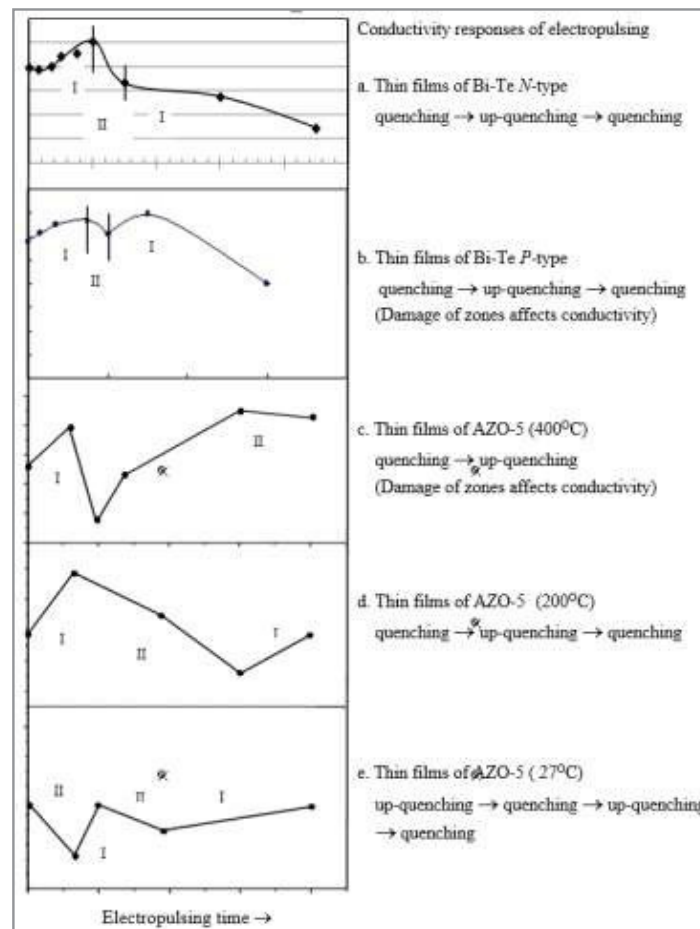 Conductivity responses of electropulsing
a. Thin films of Bi-Te N-type
quenching → up-quenching → quenching
I
II
I
b. Thin films of Bi-Te P-type
quenching → up-quenching → quenching
(Damage of zones affects conductivity)
I
II
I
c. Thin films of AZO-5 (400⁰C)
quenching → up-quenching
(Damage of zones affects conductivity)
I
II
d. Thin films of AZO-5 (200⁰C)
quenching → up-quenching → quenching
I
II
I
e. Thin films of AZO-5 ( 27⁰C)
up-quenching → quenching → up-quenching
→ quenching
II
I
II
I
Electropulsing time →